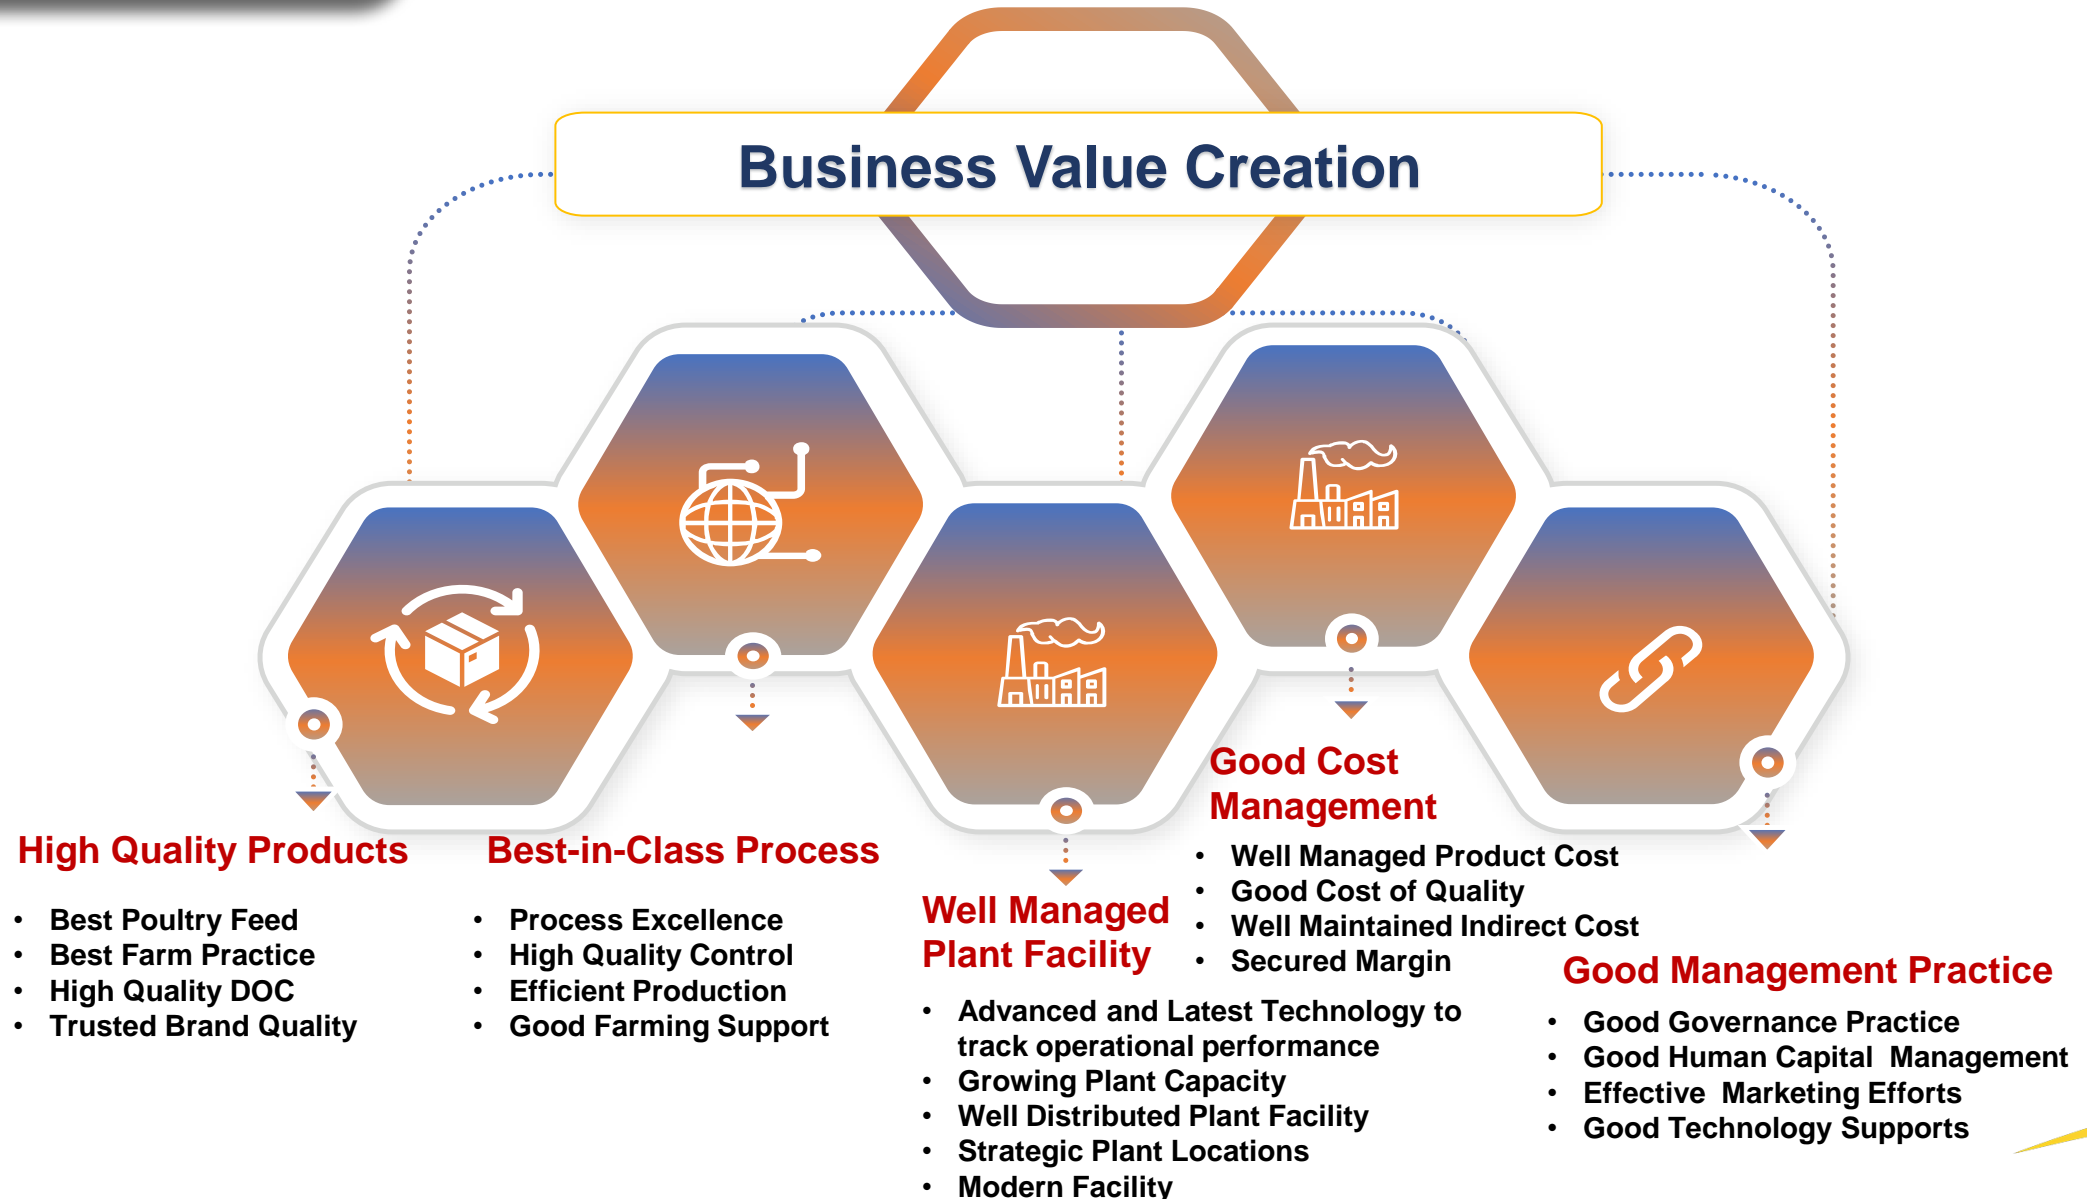 Business Value Creation
High Quality Products
• Best Poultry Feed
• Best Farm Practice
• High Quality DOC
• Trusted Brand Quality
Best-in-Class Process
• Process Excellence
• High Quality Control
• Efficient Production
• Good Farming Support
Well Managed
Plant Facility
• Advanced and Latest Technology to
track operational performance
• Growing Plant Capacity
• Well Distributed Plant Facility
• Strategic Plant Locations
• Modern Facility
Good Cost
Management
• Well Managed Product Cost
• Good Cost of Quality
• Well Maintained Indirect Cost
• Secured Margin
Good Management Practice
• Good Governance Practice
• Good Human Capital  Management
• Effective  Marketing Efforts
• Good Technology Supports